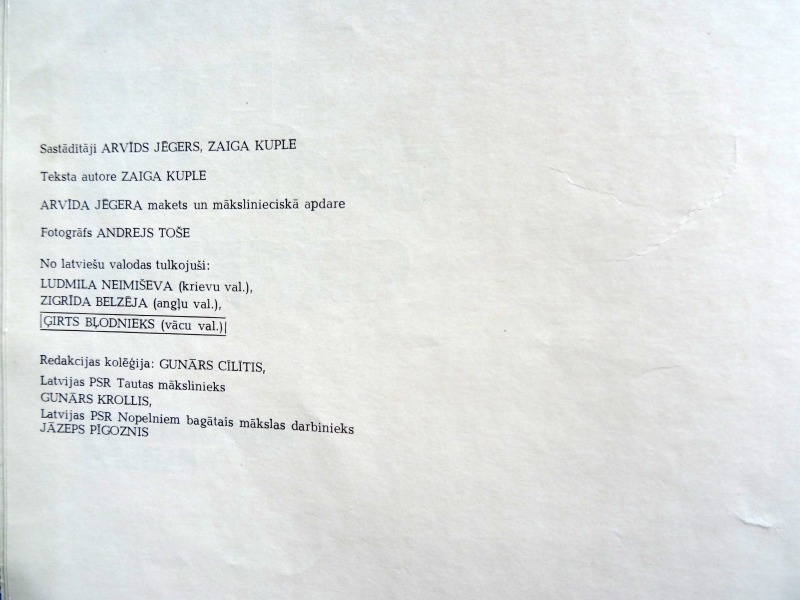 Sastādītāji ARVĪDS JĒGERS, ZAIGA KUPLE
Teksta autore ZAIGA KUPLE
ARVĪDA JĒGERA makets un mākslinieciskā apdare
Fotogrāfs ANDREJS TOŠE
No latviešu valodas tulkojuši:
LUDMILA NEIMIŠEVA (krievu val.),
ZIGRĪDA BELZĒJA (angļu val.),
ĢIRTS BĻODNIEKS (vācu val.)
Redakcijas kolēģija: GUNĀRS CĪLĪTIS,
Latvijas PSR Tautas mākslinieks
GUNĀRS KROLLIS,
Latvijas PSR Nopelniem bagātais mākslas darbinieks
JĀZEPS PĪGOZNIS